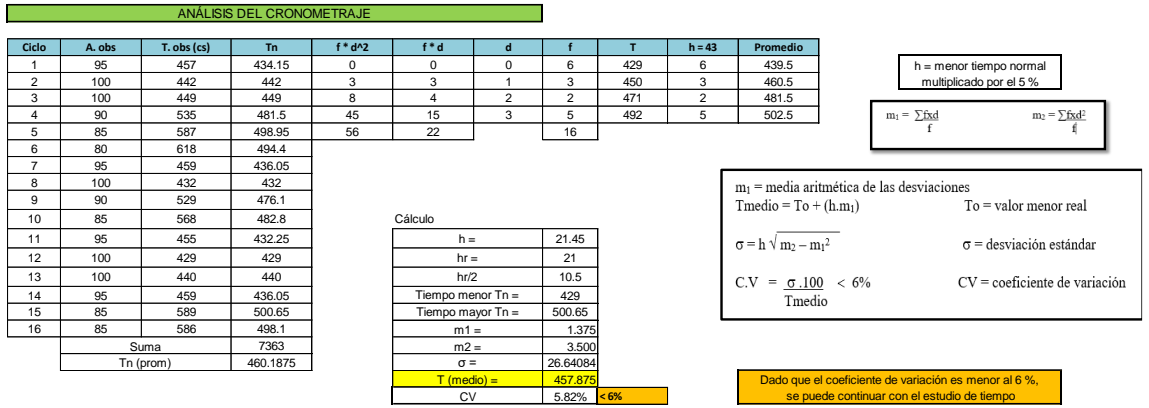 ANÁLISIS DEL CRONOMETRAJE
Ciclo A. obs T. obs (cs) Tn f * d^2 f * d d f T h = 43 Promedio
1 95 457 434.15 0 0 0 6 429 6 439.5
2 100 442 442 3 3 1 3 450 3 460.5
3 100 449 449 8 4 2 2 471 2 481.5
4 90 535 481.5 45 15 3 5 492 5 502.5
5 85 587 498.95 56 22 16
6 80 618 494.4
7 95 459 436.05
8 100 432 432
9 90 529 476.1
10 85 568 482.8
11 95 455 432.25
12 100 429 429
13 100 440 440
14 95 459 436.05
15 85 589 500.65
16 85 586 498.1
Suma 7363
Tn (prom) 460.1875
Cálculo
h = 21.45
hr = 21
hr/2 10.5
Tiempo menor Tn = 429
Tiempo mayor Tn = 500.65
m1 = 1.375
m2 = 3.500
σ = 26.64084
T (medio) = 457.875
CV 5.82% < 6%
h = menor tiempo normal
multiplicado por el 5 %
m₁ = ∑fxd m₂ = ∑fxd²
f f
m₁ = media aritmética de las desviaciones
Tmedio = To + (h.m₁) To = valor menor real
σ = h √ m₂ – m₁² σ = desviación estándar
C.V = σ .100 < 6% CV = coeficiente de variación
Tmedio
Dado que el coeficiente de variación es menor al 6 %,
se puede continuar con el estudio de tiempo